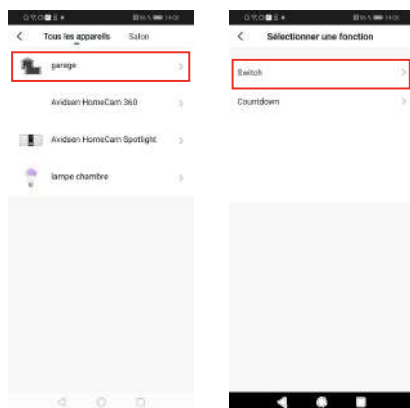 Tous les appareils Salon
garage
Avidsen HomeCam 360
Avidsen HomeCam Spotlight
lampe chambre
Sélectionner une fonction
Switch
Countdown